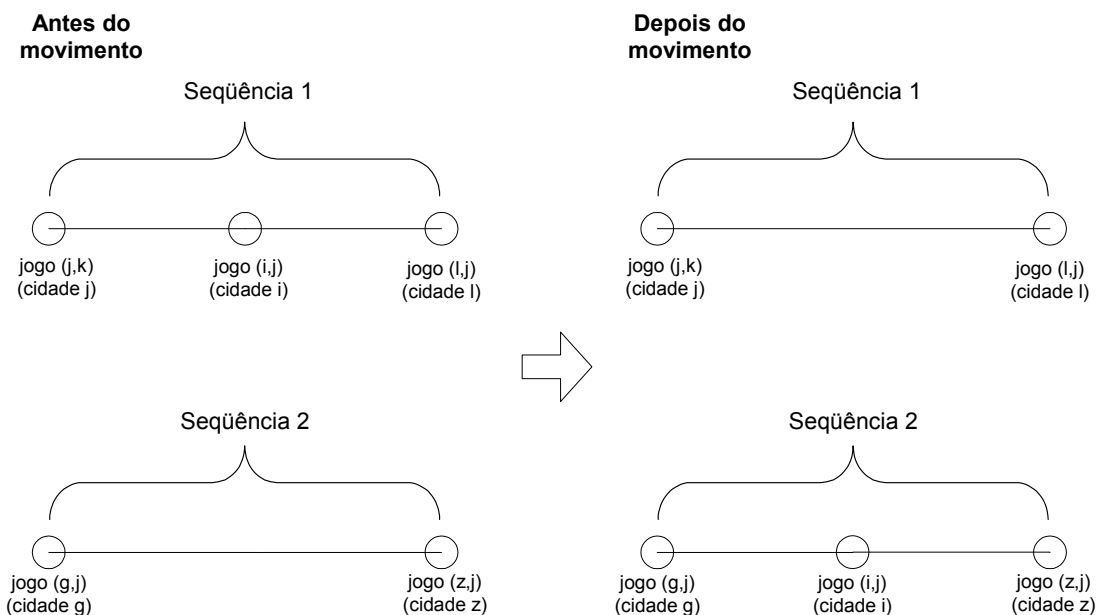 Antes do
movimento
Seqüência 1
jogo (j,k)
(cidade j)
jogo (i,j)
(cidade i)
jogo (l,j)
(cidade l)
Seqüência 2
jogo (g,j)
(cidade g)
jogo (z,j)
(cidade z)
Depois do
movimento
Seqüência 1
jogo (j,k)
(cidade j)
jogo (l,j)
(cidade l)
Seqüência 2
jogo (g,j)
(cidade g)
jogo (i,j)
(cidade i)
jogo (z,j)
(cidade z)